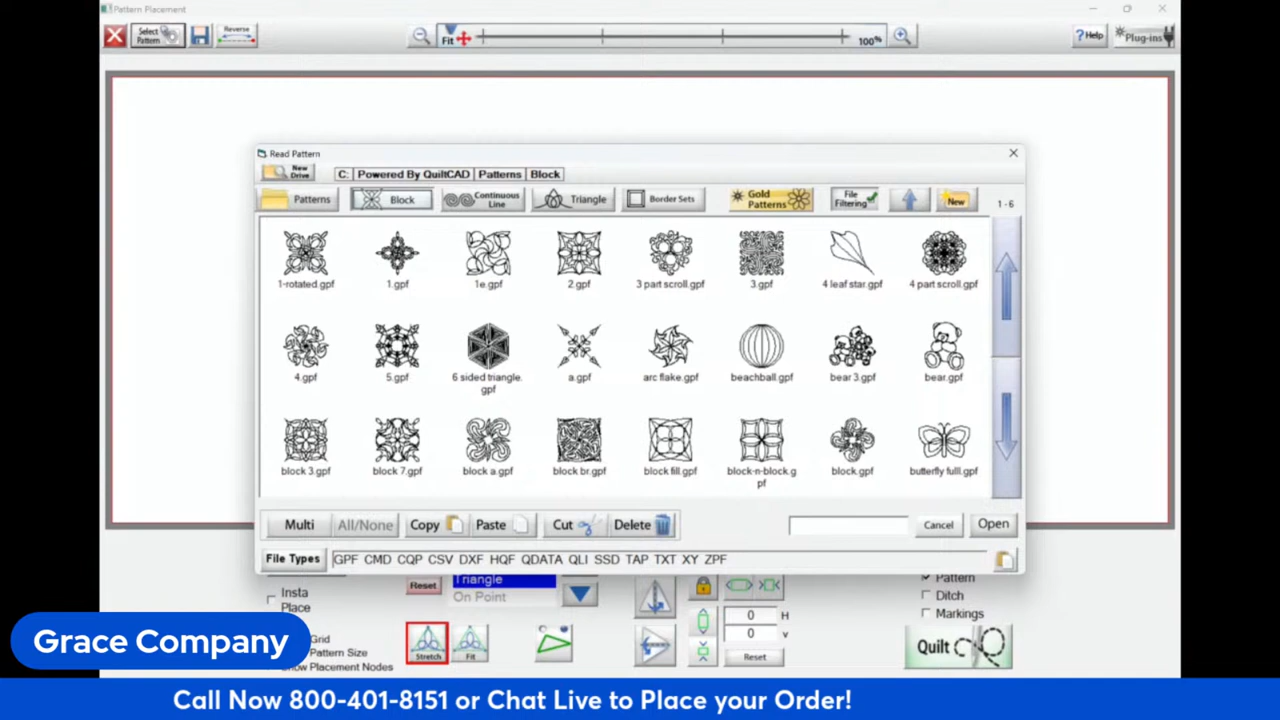 Pattern Placement
Select Pattern
Reverse
Fit
100%
?Help
Plug-ins
Read Pattern
New Drive
C: Powered By QuiltCAD Patterns Block
Patterns
Block
Continuous Line
Triangle
Border Sets
Gold Patterns
File Filtering
New
1-6
1-rotated.gpf
1.gpf
1e.gpf
2.gpf
3 part scroll.gpf
3.gpf
4 leaf star.gpf
4 part scroll.gpf
4.gpf
5.gpf
6 sided triangle.
gpf
a.gpf
arc flake.gpf
beachball.gpf
bear 3.gpf
bear.gpf
block 3.gpf
block 7.gpf
block a.gpf
block br.gpf
block fill.gpf
block-n-block.g
pf
block.gpf
butterfly fulll.gpf
Multi
All/None
Copy
Paste
Cut
Delete
Cancel
Open
File Types
GPF CMD CQP CSV DXF HQF QDATA QLI SSD TAP TXT XY ZPF
Insta
Place
Grid
Pattern Size
Show Placement Nodes
Reset
Triangle
On Point
Stretch
Fit
0 H
0 v
Reset
Pattern
Ditch
Markings
Quilt
Grace Company
Call Now 800-401-8151 or Chat Live to Place your Order!